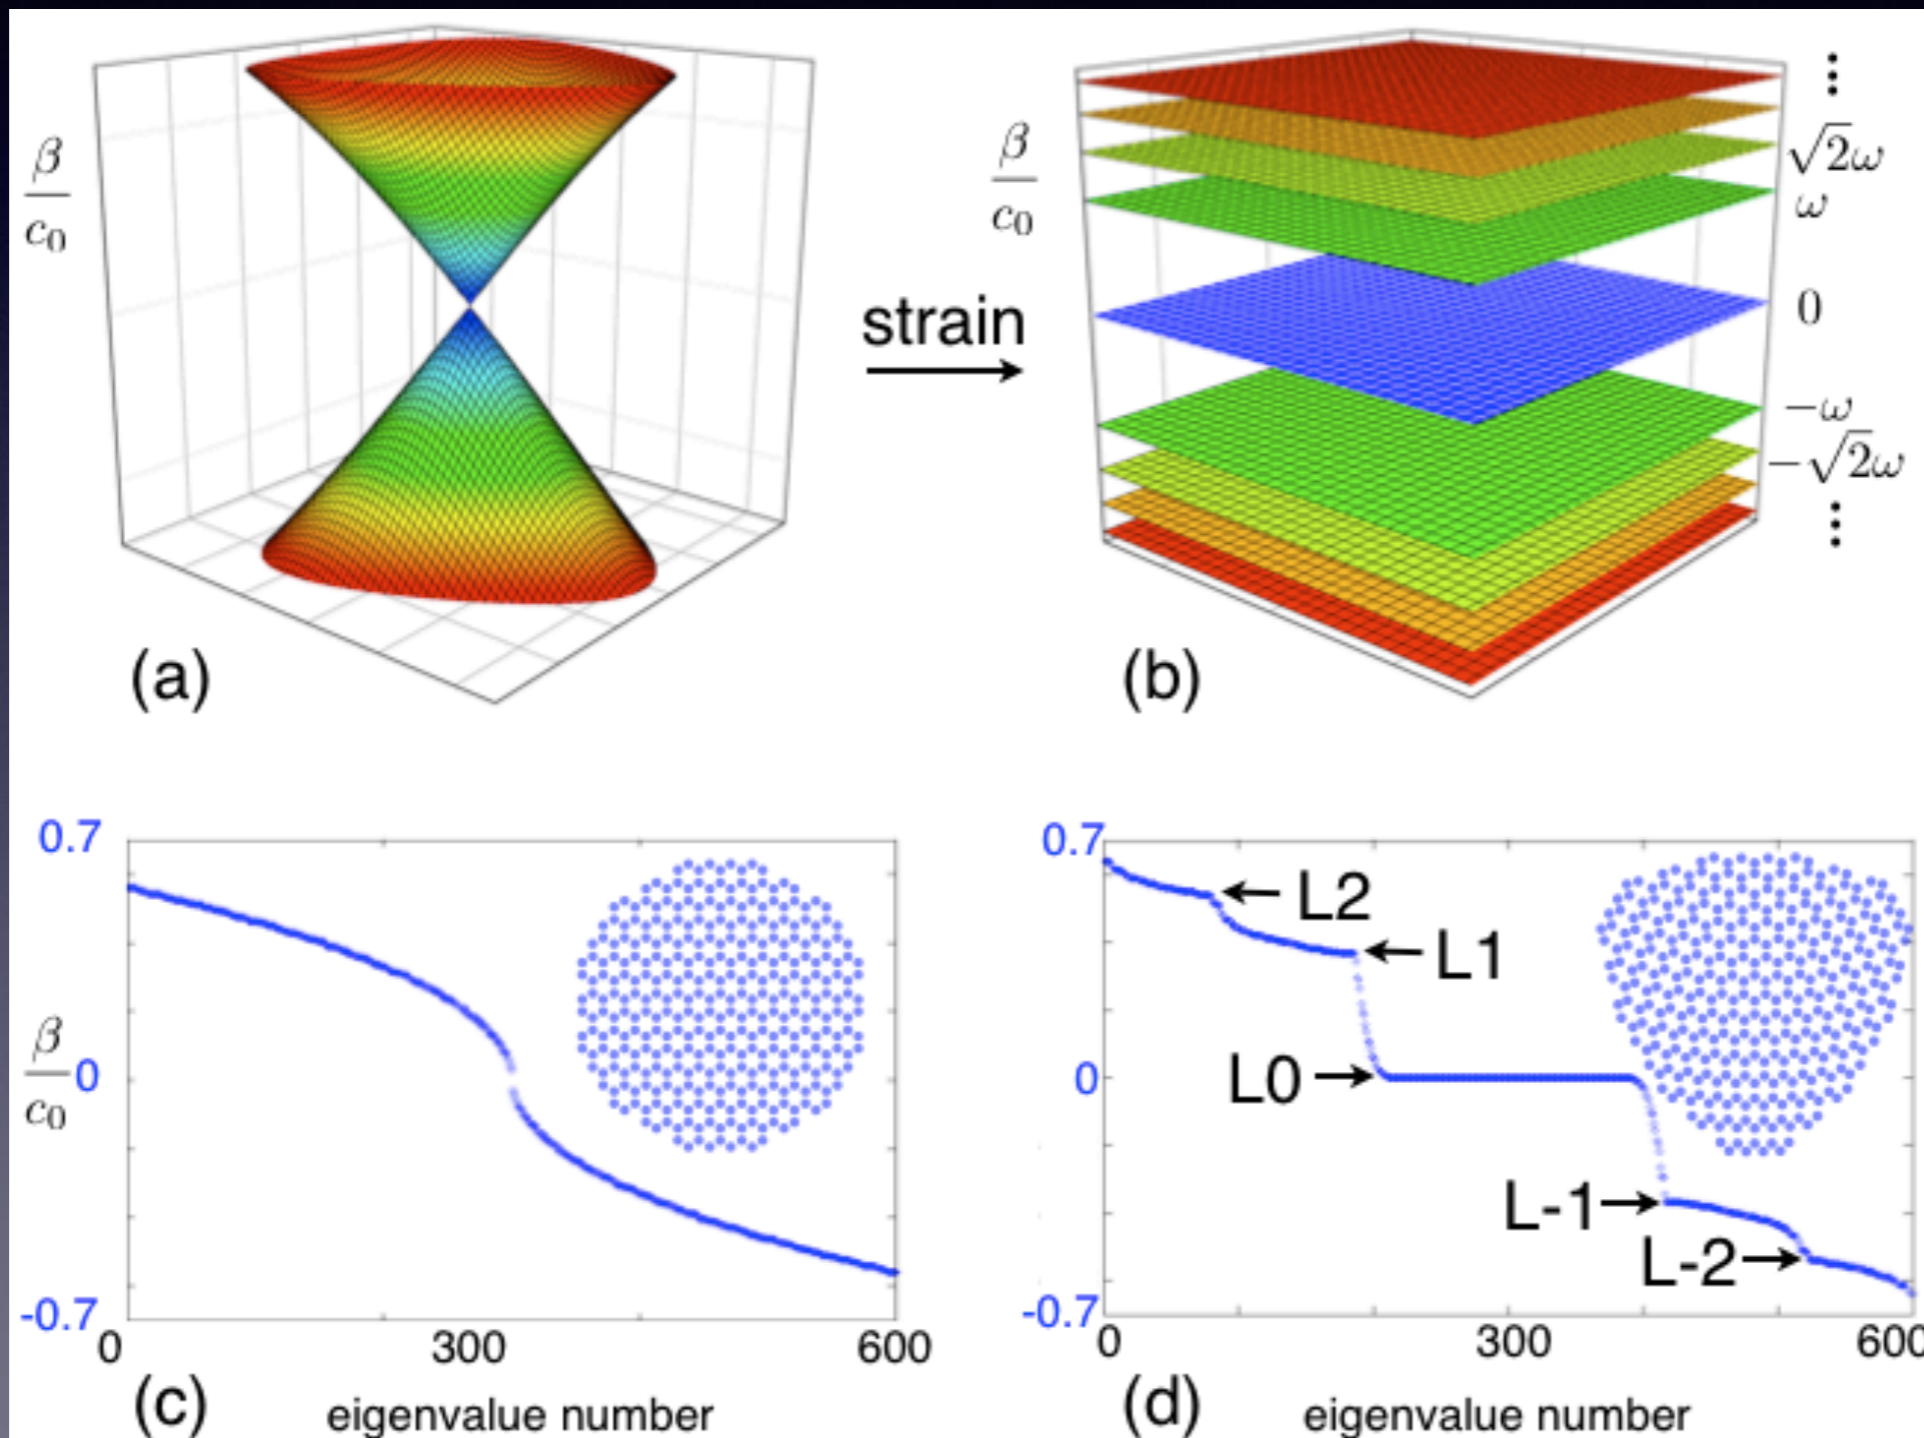 β/c₀
strain
β/c₀
⋮
√2ω
ω
0
−ω
−√2ω
⋮
(a)
(b)
0.7
β/c₀
0
-0.7
0
300
600
(c)
eigenvalue number
0.7
0
-0.7
L2
L1
L0
L-1
L-2
0
300
600
(d)
eigenvalue number